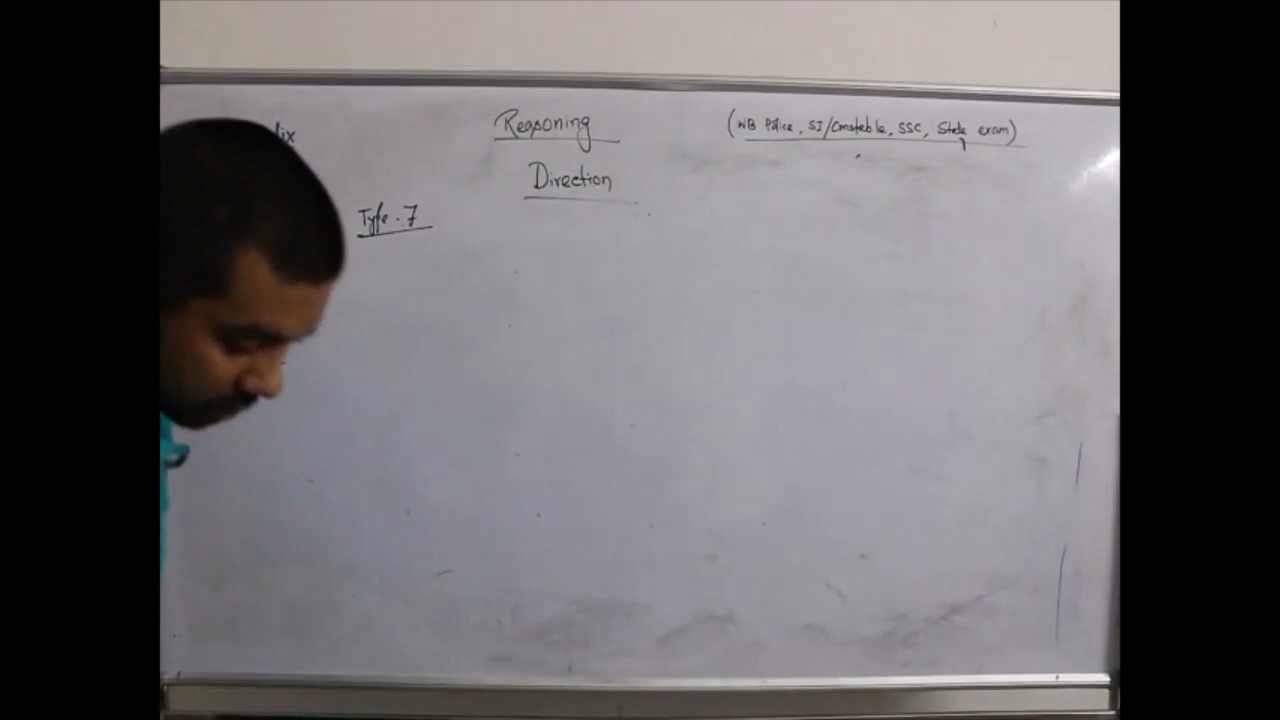 Reasoning
(WB Police, SI/Constable, SSC, State exam)
Direction
Type-7